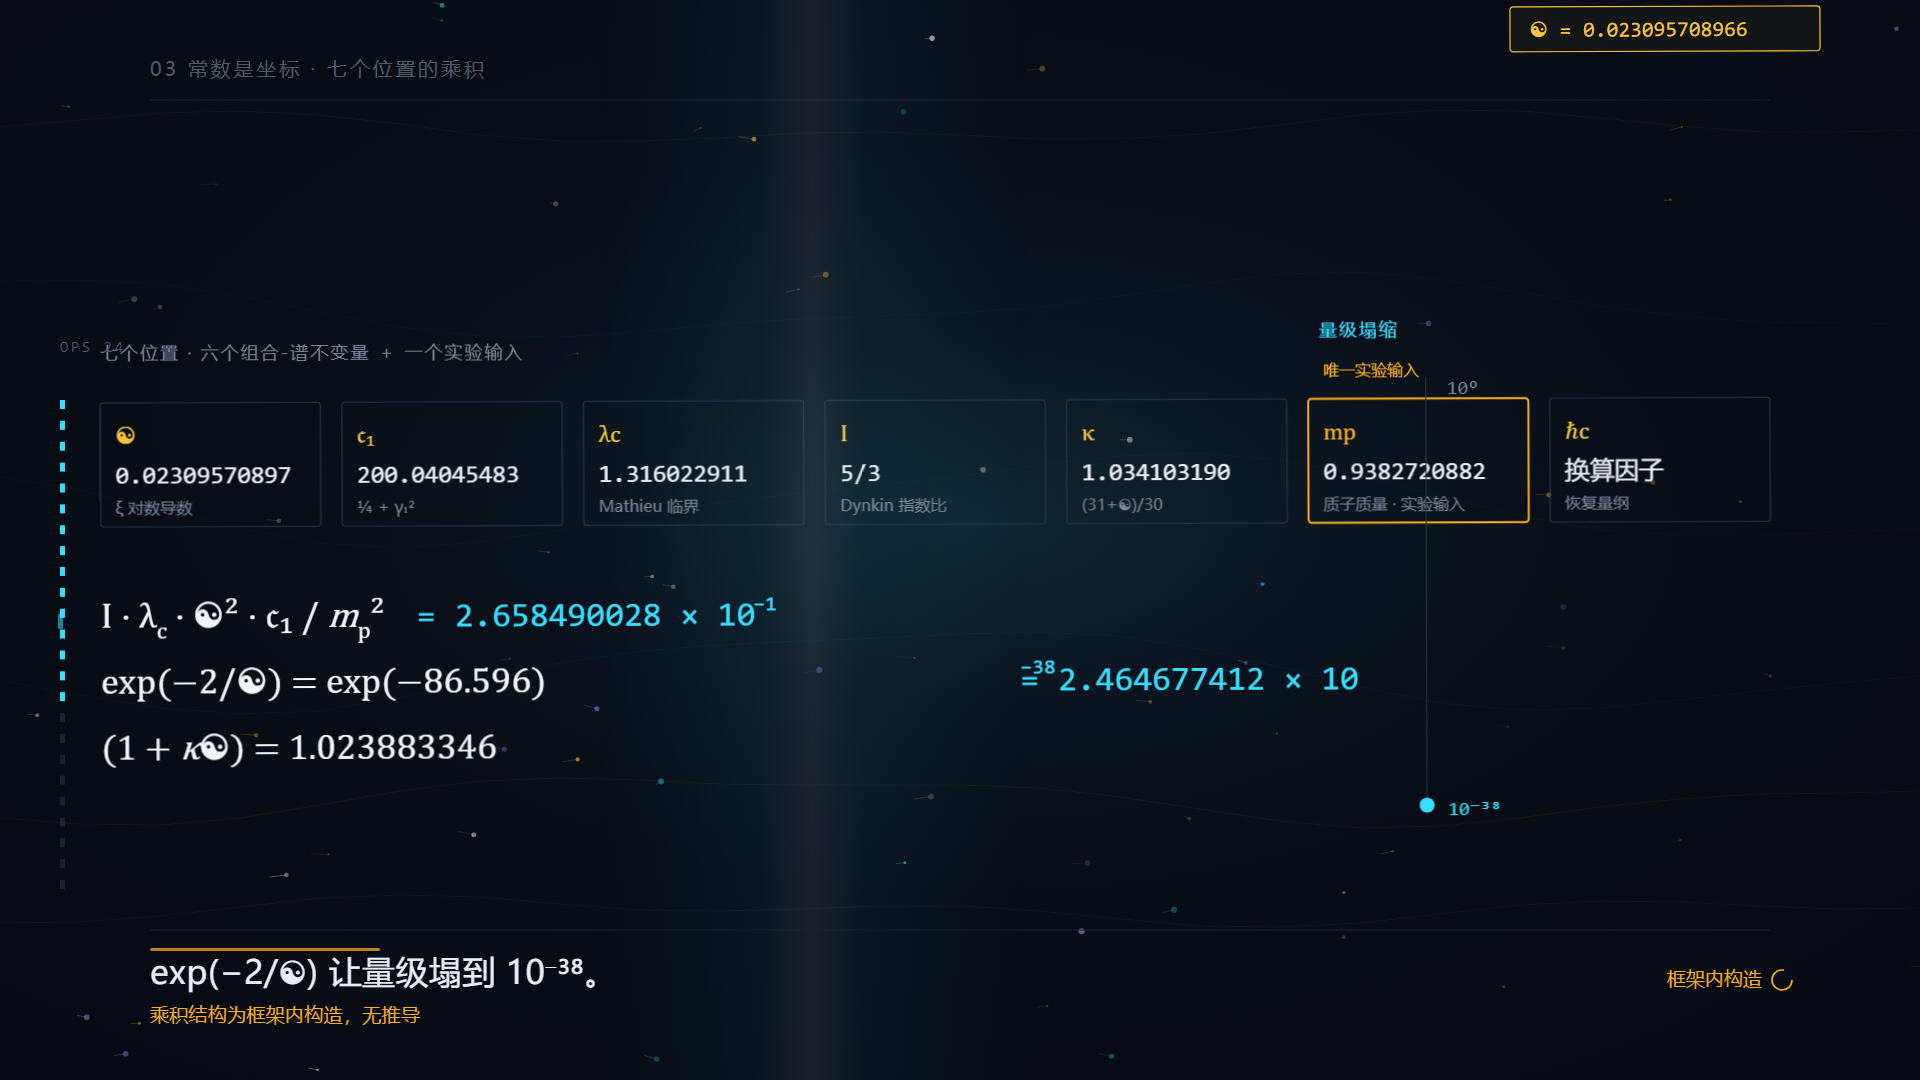 ☯ = 0.023095708966
03 常数是坐标 · 七个位置的乘积
量级塌缩
OPS 24
七个位置 · 六个组合-谱不变量 + 一个实验输入
唯一实验输入
10⁰
☯
0.02309570897
ξ 对数导数
𝔠₁
200.04045483
¼ + γ₁²
λc
1.316022911
Mathieu 临界
I
5/3
Dynkin 指数比
κ
1.034103190
(31+☯)/30
mp
0.9382720882
质子质量 · 实验输入
ℏc
换算因子
恢复量纲
I · λ_c · ☯² · 𝔠₁ / m_p² = 2.658490028 × 10⁻¹
exp(−2/☯) = exp(−86.596) = 2.464677412 × 10⁻³⁸
(1 + κ☯) = 1.023883346
10⁻³⁸
exp(−2/☯) 让量级塌到 10⁻³⁸。
框架内构造
乘积结构为框架内构造，无推导